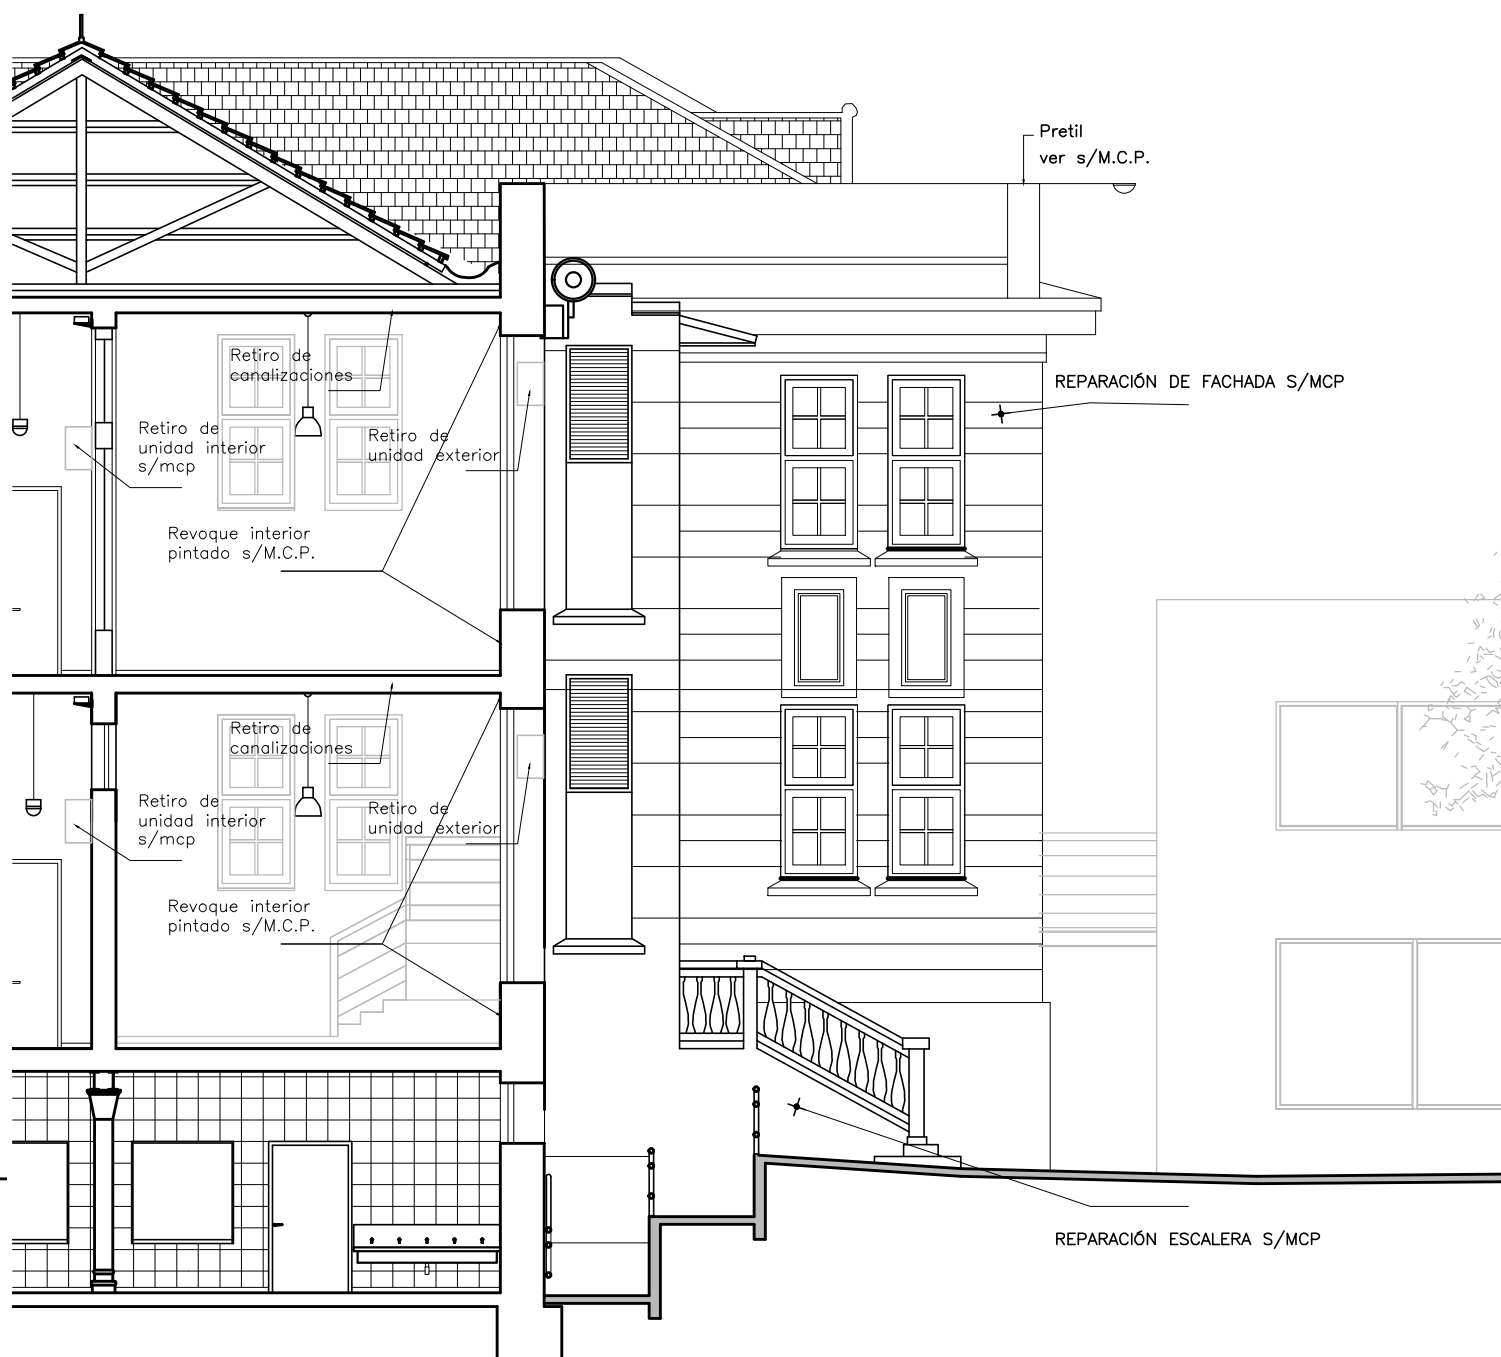 Pretil
ver s/M.C.P.
REPARACIÓN DE FACHADA S/MCP
Retiro de
canalizaciones
Retiro de
unidad interior
s/mcp
Retiro de
unidad exterior
Revoque interior
pintado s/M.C.P.
Retiro de
canalizaciones
Retiro de
unidad interior
s/mcp
Retiro de
unidad exterior
Revoque interior
pintado s/M.C.P.
REPARACIÓN ESCALERA S/MCP